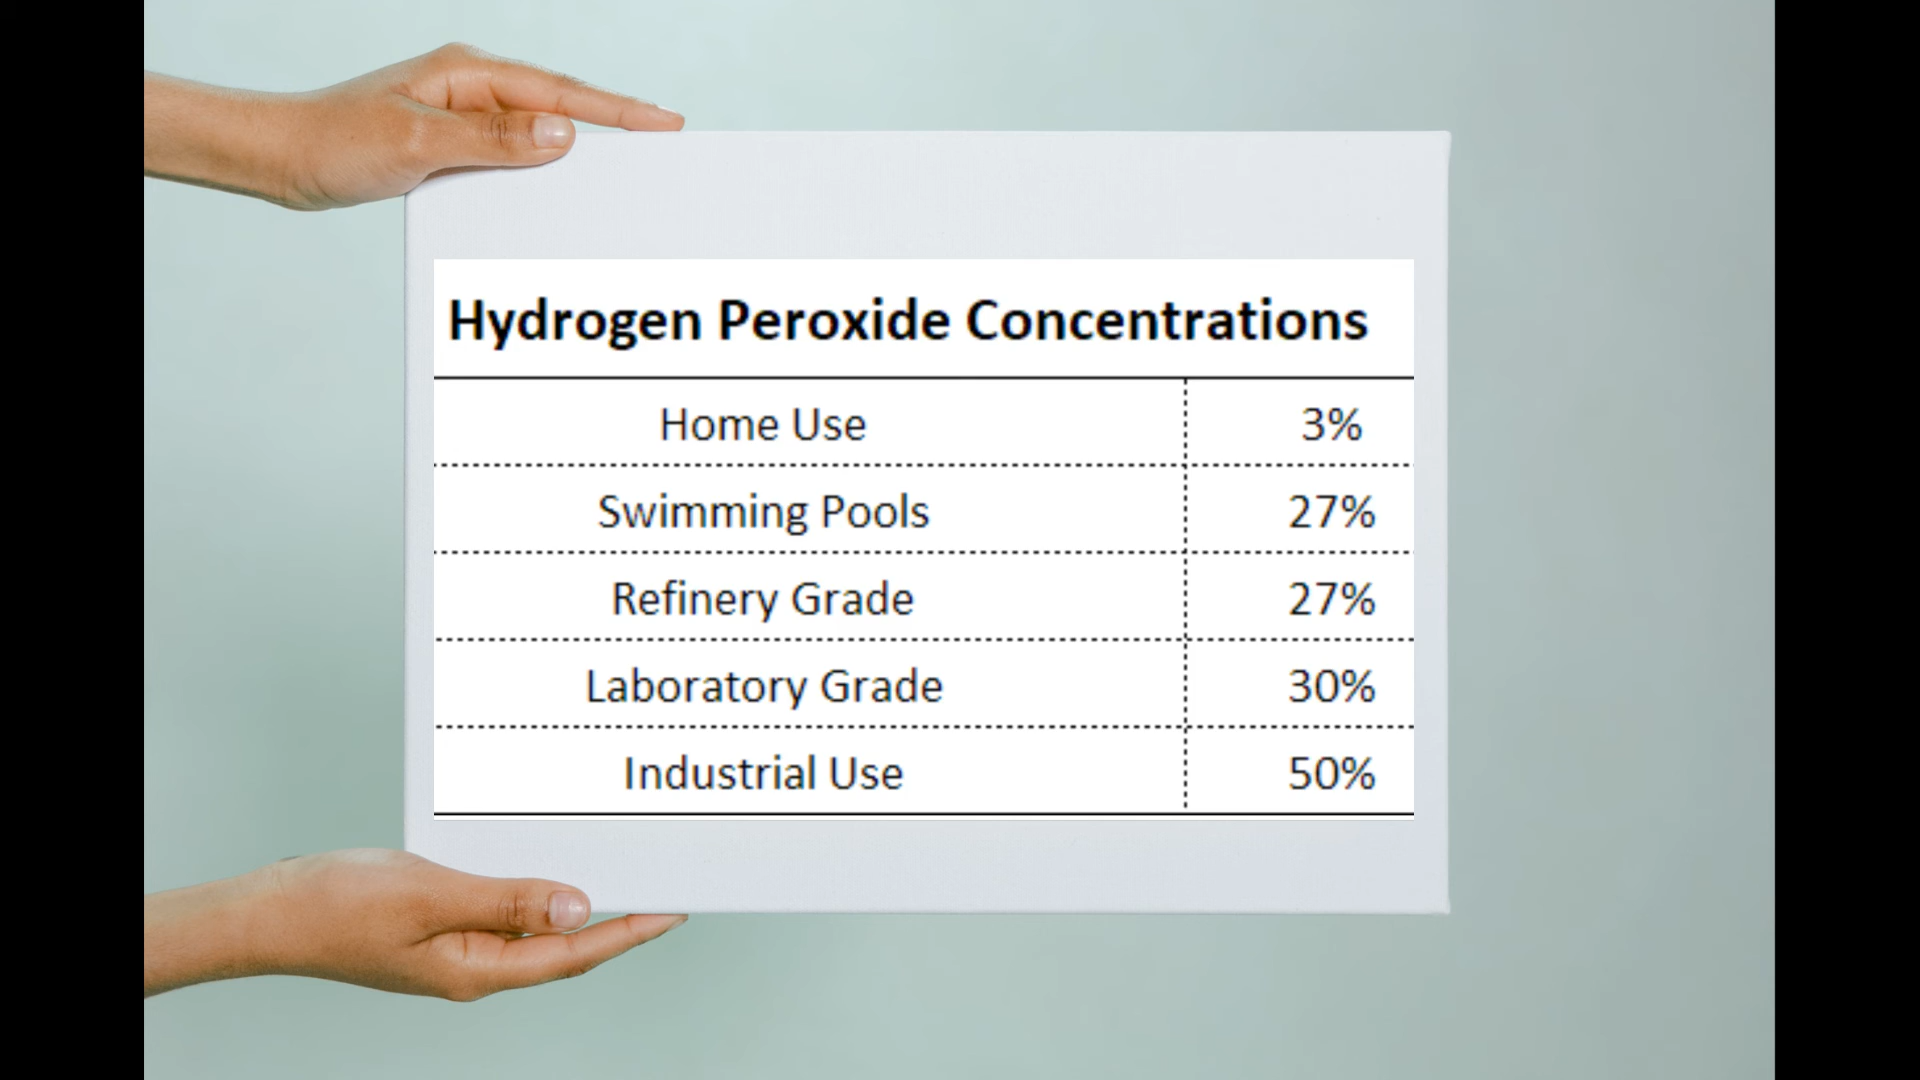 Hydrogen Peroxide Concentrations
Home Use 3%
Swimming Pools 27%
Refinery Grade 27%
Laboratory Grade 30%
Industrial Use 50%